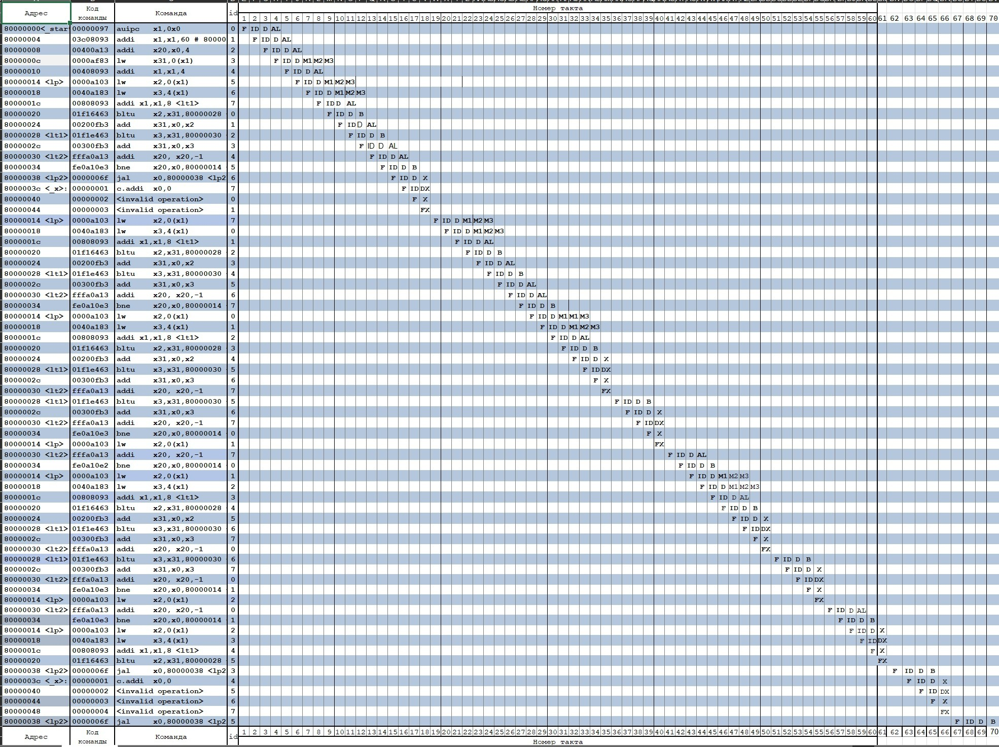 Адрес Код команды Команда id Номер такта
1 2 3 4 5 6 7 8 9 10 11 12 13 14 15 16 17 18 19 20 21 22 23 24 25 26 27 28 29 30 31 32 33 34 35 36 37 38 39 40 41 42 43 44 45 46 47 48 49 50 51 52 53 54 55 56 57 58 59 60 61 62 63 64 65 66 67 68 69 70
80000000<_star 00000097 auipc x1,0x0 0 F ID D AL
80000004 03c08093 addi x1,x1,60 # 80000 1 F ID D AL
80000008 00400a13 addi x20,x0,4 2 F ID D AL
8000000c 0000af83 lw x31,0(x1) 3 F ID D M1 M2 M3
80000010 00408093 addi x1,x1,4 4 F ID D AL
80000014 <lp> 0000a103 lw x2,0(x1) 5 F ID D M1 M2 M3
80000018 0040a183 lw x3,4(x1) 6 F ID D M1 M2 M3
8000001c 00808093 addi x1,x1,8 <lt1> 7 F ID D AL
80000020 01f16463 bltu x2,x31,80000028 0 F ID D B
80000024 00200fb3 add x31,x0,x2 1 F ID D AL
80000028 <lt1> 01f1e463 bltu x3,x31,80000030 2 F ID D B
8000002c 00300fb3 add x31,x0,x3 3 F ID D AL
80000030 <lt2> fffa0a13 addi x20, x20,-1 4 F ID D AL
80000034 fe0a10e3 bne x20,x0,80000014 5 F ID D B
80000038 <lp2> 0000006f jal x0,80000038 <lp2 6 F ID D X
8000003c <_x>: 00000001 c.addi x0,0 7 F ID DX
80000040 00000002 <invalid operation> 0 F X
80000044 00000003 <invalid operation> 1 FX
80000014 <lp> 0000a103 lw x2,0(x1) 7 F ID D M1 M2 M3
80000018 0040a183 lw x3,4(x1) 0 F ID D M1 M2 M3
8000001c 00808093 addi x1,x1,8 <lt1> 1 F ID D AL
80000020 01f16463 bltu x2,x31,80000028 2 F ID D B
80000024 00200fb3 add x31,x0,x2 3 F ID D AL
80000028 <lt1> 01f1e463 bltu x3,x31,80000030 4 F ID D B
8000002c 00300fb3 add x31,x0,x3 5 F ID D AL
80000030 <lt2> fffa0a13 addi x20, x20,-1 6 F ID D AL
80000034 fe0a10e3 bne x20,x0,80000014 7 F ID D B
80000014 <lp> 0000a103 lw x2,0(x1) 0 F ID D M1 M1 M3
80000018 0040a183 lw x3,4(x1) 1 F ID D M1 M2 M3
8000001c 00808093 addi x1,x1,8 <lt1> 2 F ID D AL
80000020 01f16463 bltu x2,x31,80000028 3 F ID D B
80000024 00200fb3 add x31,x0,x2 4 F ID D X
80000028 <lt1> 01f1e463 bltu x3,x31,80000030 5 F ID DX
8000002c 00300fb3 add x31,x0,x3 6 F X
80000030 <lt2> fffa0a13 addi x20, x20,-1 7 FX
80000028 <lt1> 01f1e463 bltu x3,x31,80000030 5 F ID D B
8000002c 00300fb3 add x31,x0,x3 6 F ID D X
80000030 <lt2> fffa0a13 addi x20, x20,-1 7 F ID DX
80000034 fe0a10e3 bne x20,x0,80000014 0 F X
80000014 <lp> 0000a103 lw x2,0(x1) 1 FX
80000030 <lt2> fffa0a13 addi x20, x20,-1 7 F ID D AL
80000034 fe0a10e2 bne x20,x0,80000014 0 F ID D B
80000014 <lp> 0000a103 lw x2,0(x1) 1 F ID D M1 M2 M3
80000018 0040a183 lw x3,4(x1) 2 F ID D M1 M2 M3
8000001c 00808093 addi x1,x1,8 <lt1> 3 F ID D AL
80000020 01f16463 bltu x2,x31,80000028 4 F ID D B
80000024 00200fb3 add x31,x0,x2 5 F ID D X
80000028 <lt1> 01f1e463 bltu x3,x31,80000030 6 F ID DX
8000002c 00300fb3 add x31,x0,x3 7 F X
80000030 <lt2> fffa0a13 addi x20, x20,-1 0 FX
80000028 <lt1> 01f1e463 bltu x3,x31,80000030 6 F ID D B
8000002c 00300fb3 add x31,x0,x3 7 F ID D X
80000030 <lt2> fffa0a13 addi x20, x20,-1 0 F ID DX
80000034 fe0a10e3 bne x20,x0,80000014 1 F X
80000014 <lp> 0000a103 lw x2,0(x1) 2 FX
80000030 <lt2> fffa0a13 addi x20, x20,-1 0 F ID D AL
80000034 fe0a10e3 bne x20,x0,80000014 1 F ID D B
80000014 <lp> 0000a103 lw x2,0(x1) 2 F ID D X
80000018 0040a183 lw x3,4(x1) 3 F ID DX
8000001c 00808093 addi x1,x1,8 <lt1> 4 F X
80000020 01f16463 bltu x2,x31,80000028 5 FX
80000038 <lp2> 0000006f jal x0,80000038 <lp2 3 F ID D B
8000003c <_x>: 00000001 c.addi x0,0 4 F ID D X
80000040 00000002 <invalid operation> 5 F ID DX
80000044 00000003 <invalid operation> 6 F X
80000048 00000004 <invalid operation> 7 FX
80000038 <lp2> 0000006f jal x0,80000038 <lp2 5 F ID D B
1 2 3 4 5 6 7 8 9 10 11 12 13 14 15 16 17 18 19 20 21 22 23 24 25 26 27 28 29 30 31 32 33 34 35 36 37 38 39 40 41 42 43 44 45 46 47 48 49 50 51 52 53 54 55 56 57 58 59 60 61 62 63 64 65 66 67 68 69 70
Адрес Код команды Команда id Номер такта